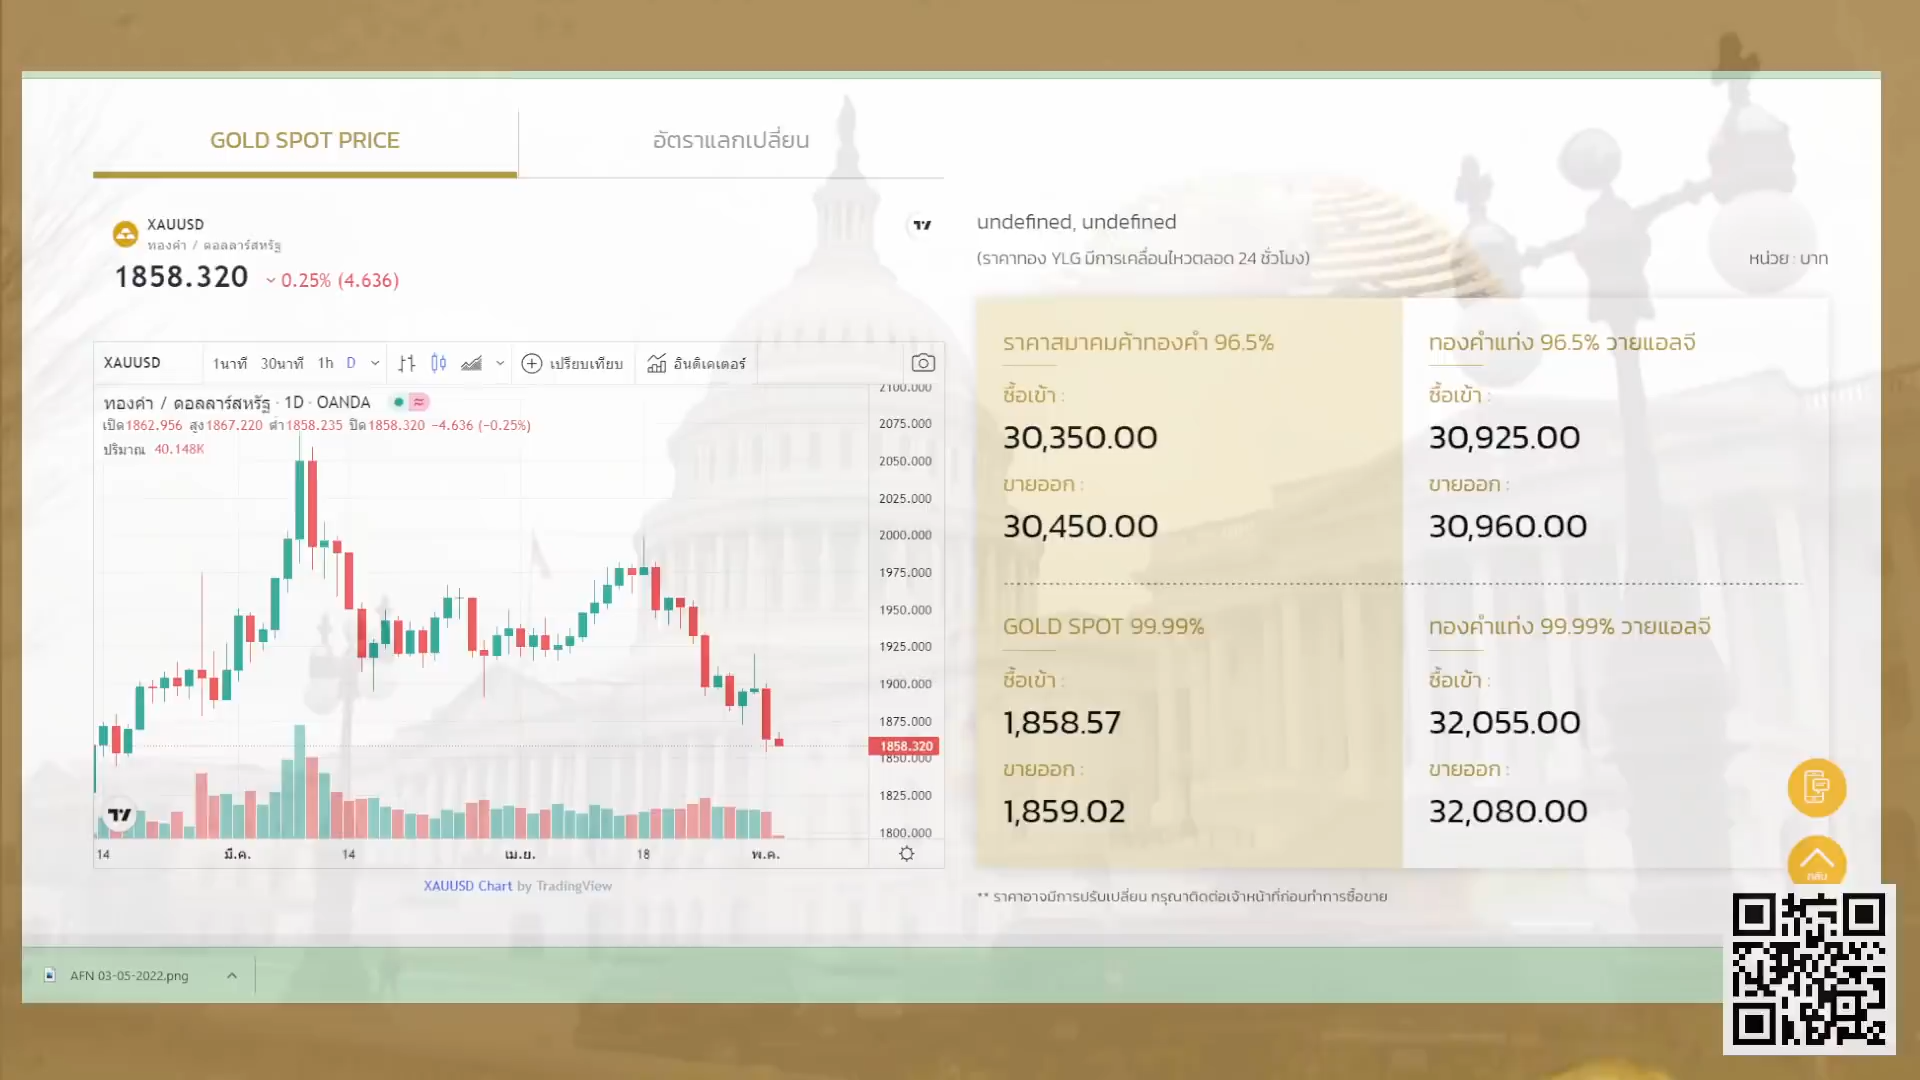 GOLD SPOT PRICE
อัตราแลกเปลี่ยน
XAUUSD
ทองคำ / ดอลลาร์สหรัฐ
1858.320 0.25% (4.636)
undefined, undefined
(ราคาทอง YLG มีการเคลื่อนไหวตลอด 24 ชั่วโมง)
หน่วย : บาท
XAUUSD 1นาที 30นาที 1h D เปรียบเทียบ อินดิเคเตอร์
ทองคำ / ดอลลาร์สหรัฐ · 1D · OANDA
เปิด1862.956 สูง1867.220 ต่ำ1858.235 ปิด1858.320 −4.636 (−0.25%)
ปริมาณ 40.148K
2100.000
2075.000
2050.000
2025.000
2000.000
1975.000
1950.000
1925.000
1900.000
1875.000
1858.320
1850.000
1825.000
1800.000
14 มี.ค. 14 เม.ย. 18 พ.ค.
XAUUSD Chart by TradingView
ราคาสมาคมค้าทองคำ 96.5%
ซื้อเข้า :
30,350.00
ขายออก :
30,450.00
ทองคำแท่ง 96.5% วายแอลจี
ซื้อเข้า :
30,925.00
ขายออก :
30,960.00
GOLD SPOT 99.99%
ซื้อเข้า :
1,858.57
ขายออก :
1,859.02
ทองคำแท่ง 99.99% วายแอลจี
ซื้อเข้า :
32,055.00
ขายออก :
32,080.00
** ราคาอาจมีการปรับเปลี่ยน กรุณาติดต่อเจ้าหน้าที่ก่อนทำการซื้อขาย
กลับ
AFN 03-05-2022.png